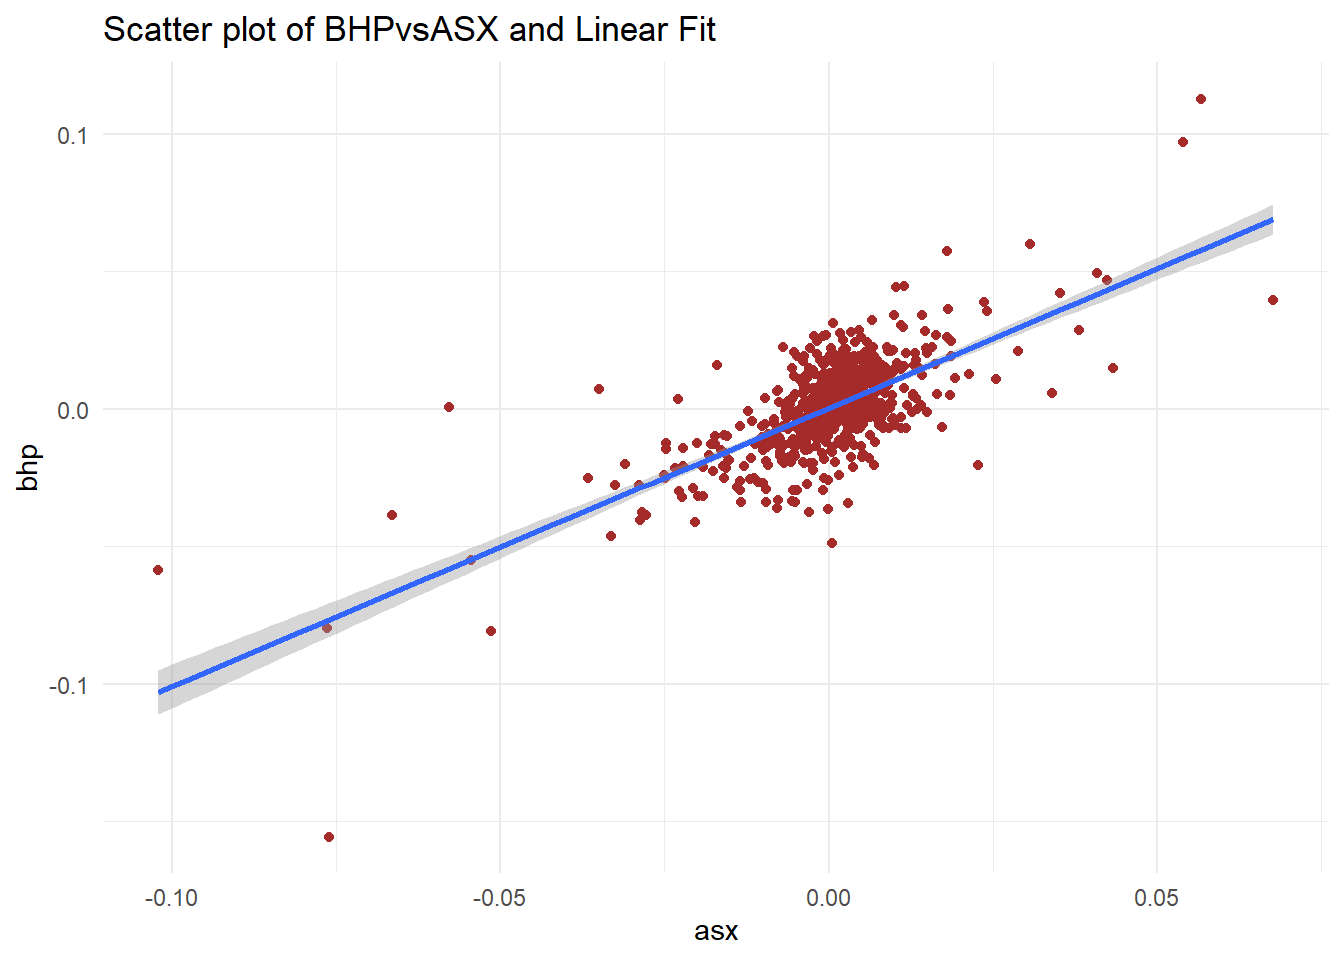 Scatter plot of BHPvsASX and Linear Fit
0.1
0.0
-0.1
bhp
-0.10
-0.05
0.00
0.05
asx